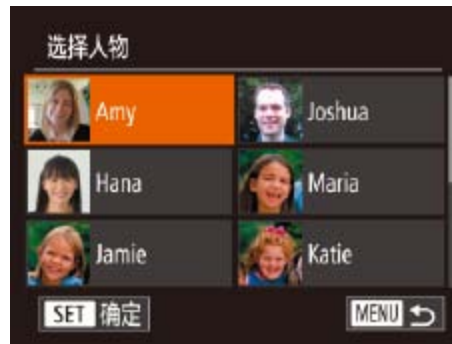 选择人物
Amy Joshua
Hana Maria
Jamie Katie
SET 确定 MENU